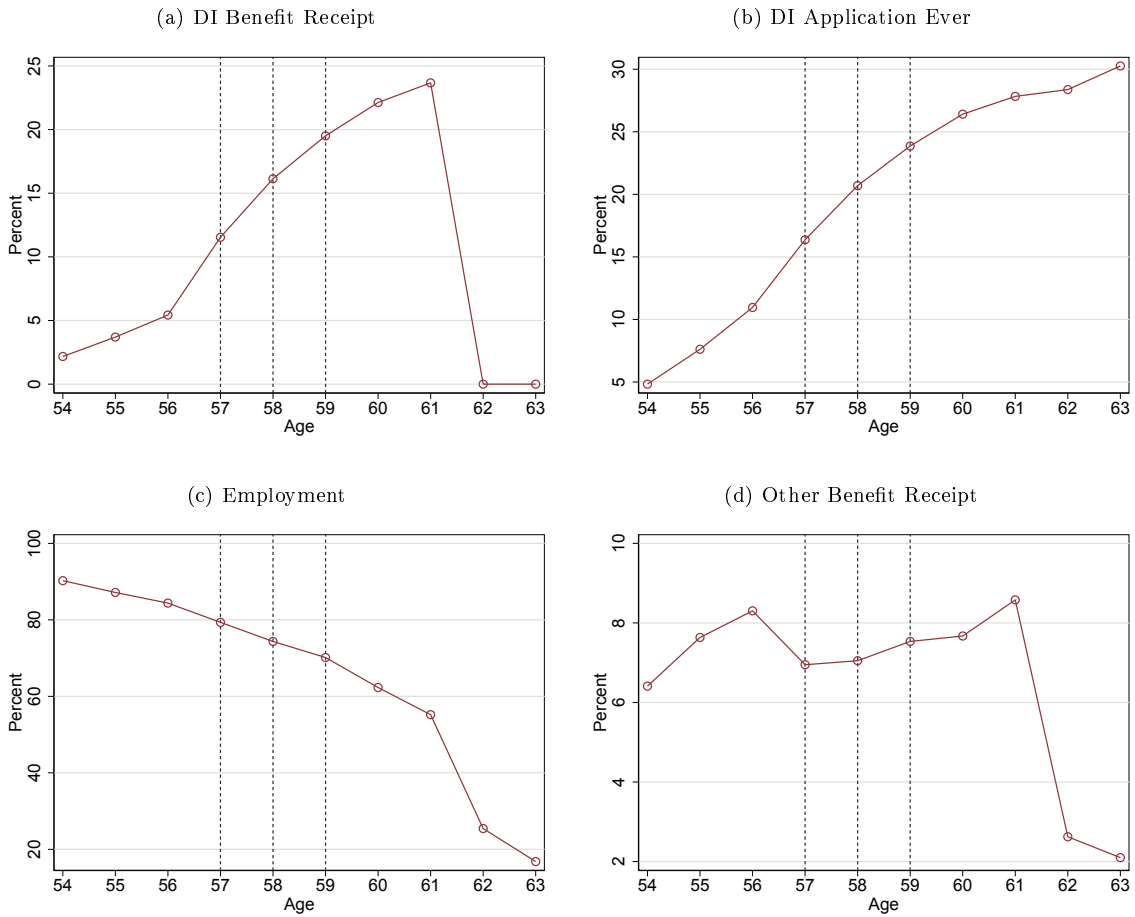 (a) DI Benefit Receipt
25
20
15
10
5
0
Percent
54 55 56 57 58 59 60 61 62 63
Age
(b) DI Application Ever
30
25
20
15
10
5
Percent
54 55 56 57 58 59 60 61 62 63
Age
(c) Employment
100
80
60
40
20
Percent
54 55 56 57 58 59 60 61 62 63
Age
(d) Other Benefit Receipt
10
8
6
4
2
Percent
54 55 56 57 58 59 60 61 62 63
Age